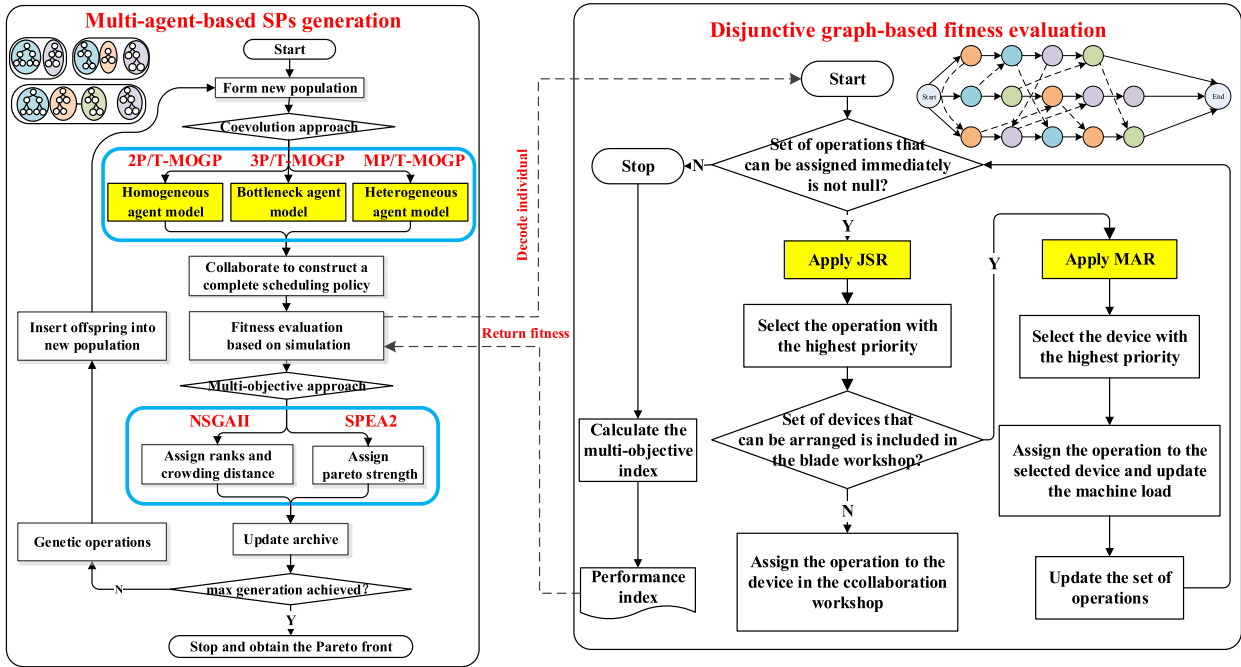 Multi-agent-based SPs generation
Start
Form new population
Coevolution approach
2P/T-MOGP
3P/T-MOGP
MP/T-MOGP
Homogeneous
agent model
Bottleneck agent
model
Heterogeneous
agent model
Collaborate to construct a
complete scheduling policy
Insert offspring into
new population
Fitness evaluation
based on simulation
Multi-objective approach
NSGAII
SPEA2
Assign ranks and
crowding distance
Assign
pareto strength
Genetic operations
Update archive
N
max generation achieved?
Y
Stop and obtain the Pareto front
Decode individual
Return fitness
Disjunctive graph-based fitness evaluation
Start
Start
End
Stop
N
Set of operations that
can be assigned immediately
is not null?
Y
Y
Apply JSR
Apply MAR
Select the operation with
the highest priority
Select the device with
the highest priority
Set of devices that
can be arranged is included in
the blade workshop?
Calculate the
multi-objective
index
Assign the operation to the
selected device and update
the machine load
N
Assign the operation to the
device in the ccollaboration
workshop
Performance
index
Update the set of
operations